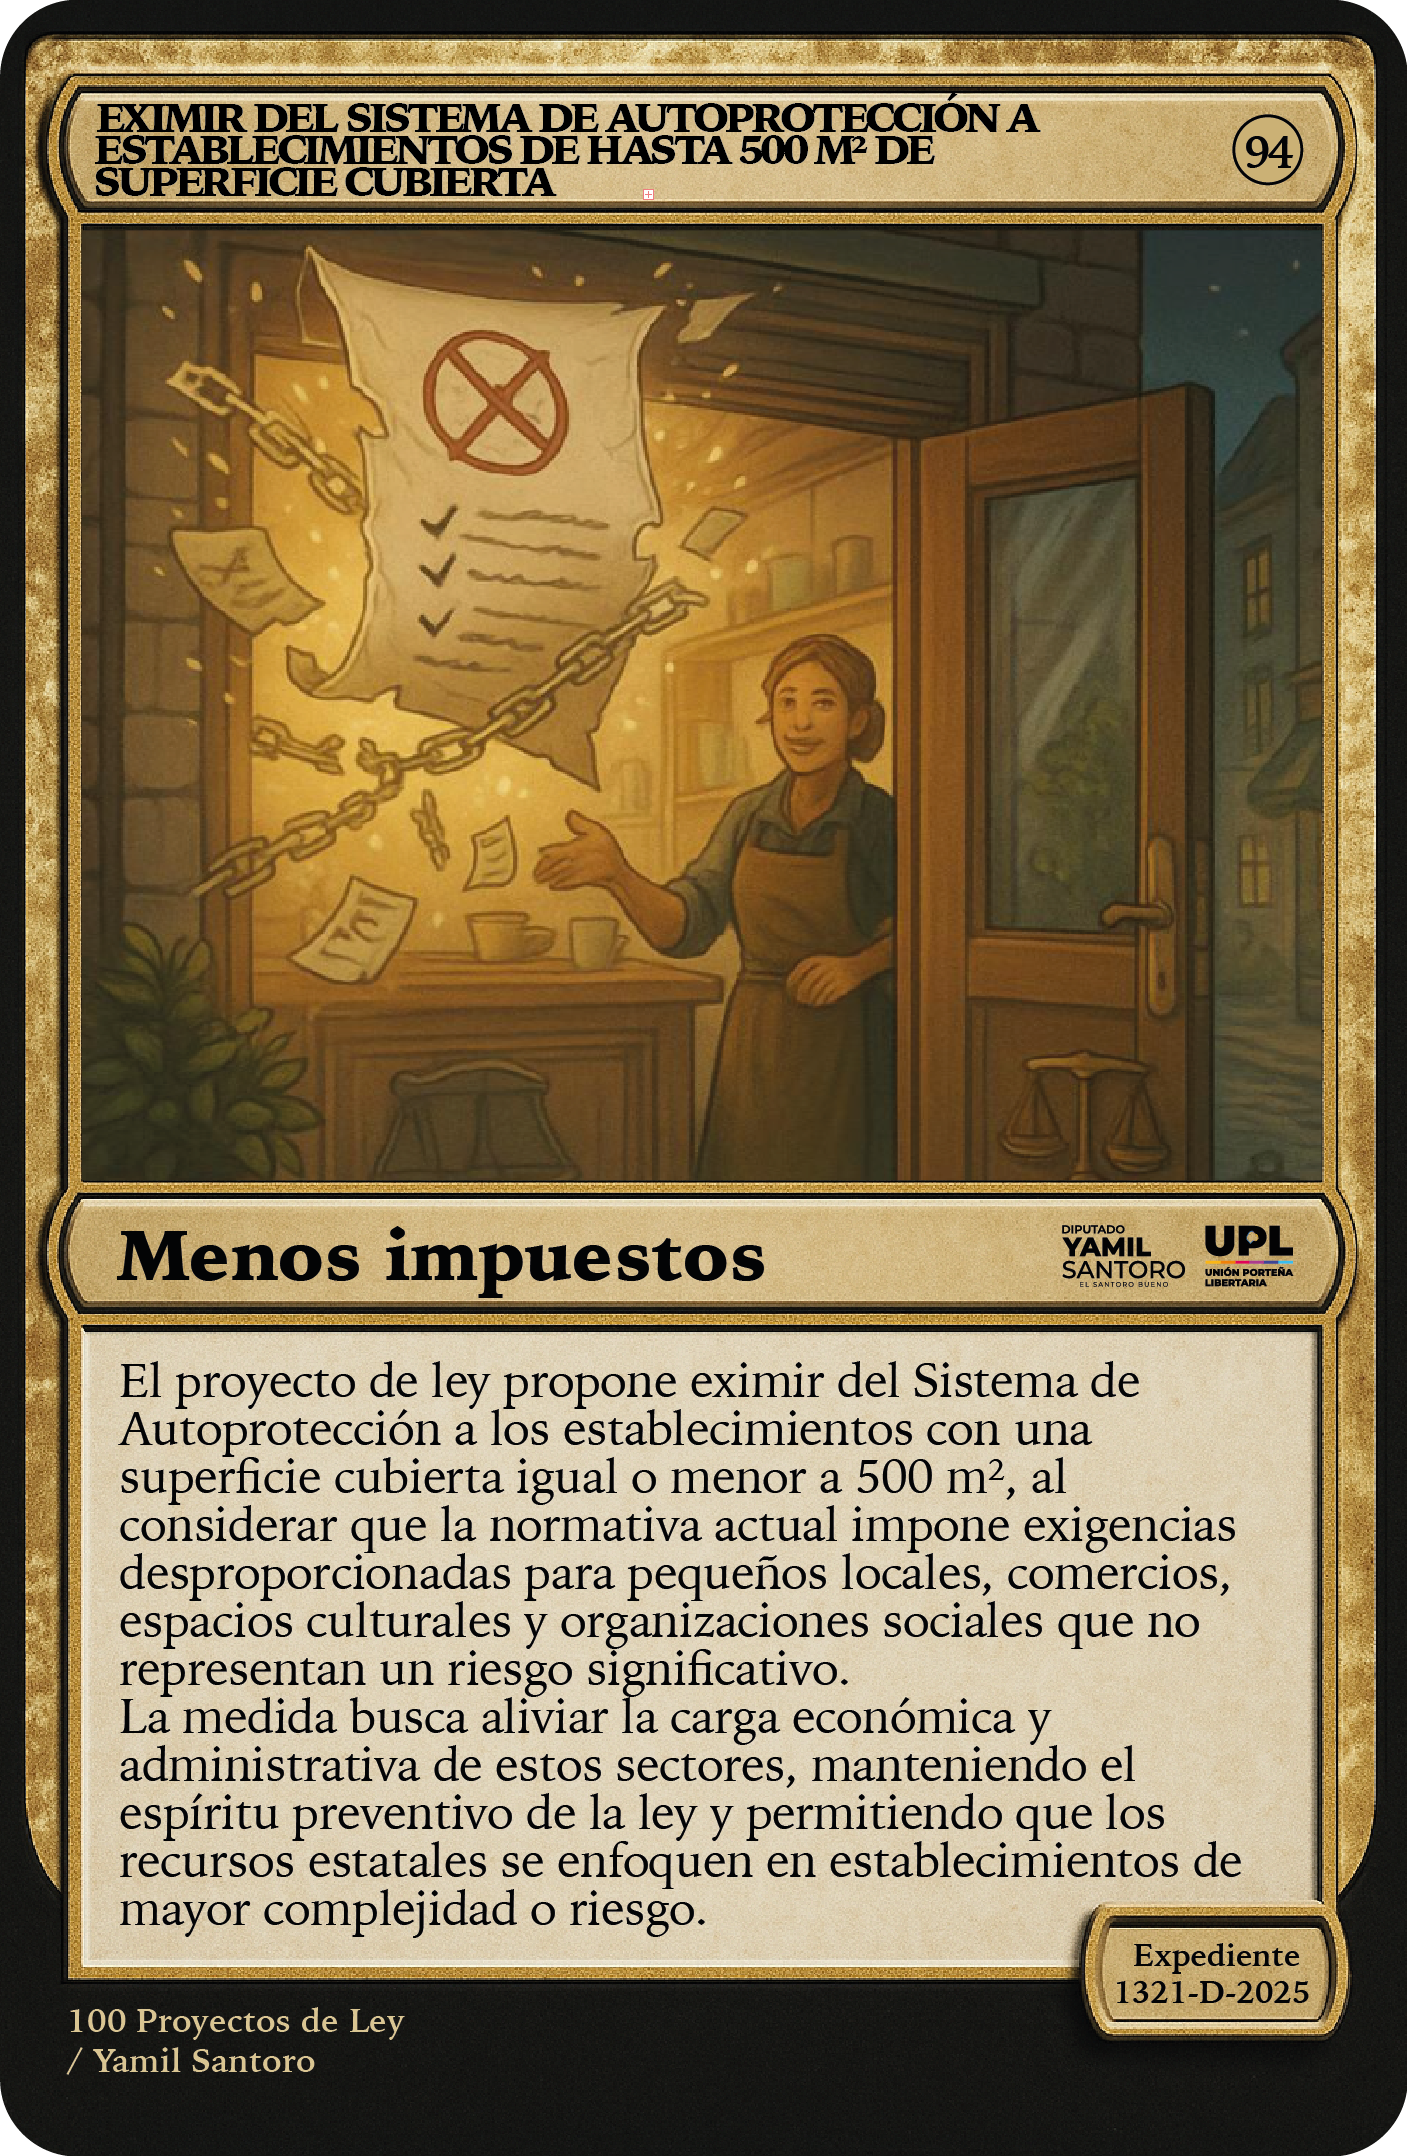 EXIMIR DEL SISTEMA DE AUTOPROTECCIÓN A
ESTABLECIMIENTOS DE HASTA 500 M² DE
SUPERFICIE CUBIERTA
94
Menos impuestos
DIPUTADO
YAMIL
SANTORO
EL SANTORO BUENO
UPL
UNIÓN PORTEÑA
LIBERTARIA
El proyecto de ley propone eximir del Sistema de
Autoprotección a los establecimientos con una
superficie cubierta igual o menor a 500 m², al
considerar que la normativa actual impone exigencias
desproporcionadas para pequeños locales, comercios,
espacios culturales y organizaciones sociales que no
representan un riesgo significativo.
La medida busca aliviar la carga económica y
administrativa de estos sectores, manteniendo el
espíritu preventivo de la ley y permitiendo que los
recursos estatales se enfoquen en establecimientos de
mayor complejidad o riesgo.
Expediente
1321-D-2025
100 Proyectos de Ley
/ Yamil Santoro